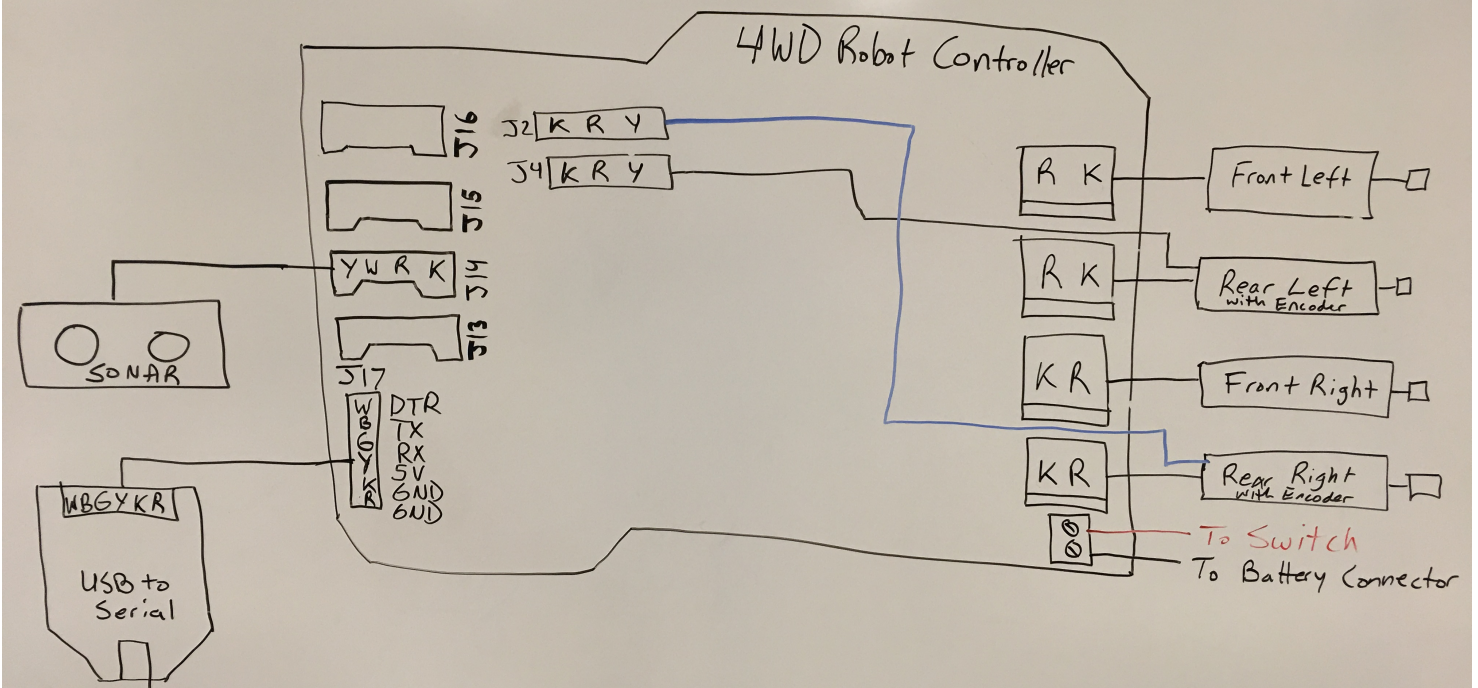 4WD Robot Controller
J16
J2 K R Y
J4 K R Y
J15
J14
Y W R K
J13
SONAR
J17
W DTR
B TX
G RX
Y 5V
K GND
R GND
WBGYKR
USB to
Serial
R K
Front Left
R K
Rear Left
with Encoder
K R
Front Right
K R
Rear Right
with Encoder
To Switch
To Battery Connector